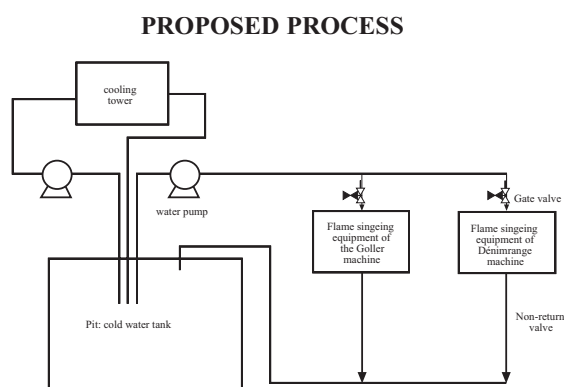 PROPOSED PROCESS
cooling
tower
water pump
Gate valve
Flame singeing
equipment of
the Goller
machine
Flame singeing
equipment of
Dénimrange
machine
Pit: cold water tank
Non-return
valve